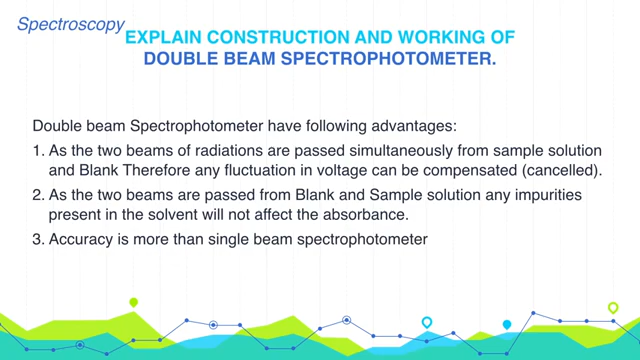 Spectroscopy
EXPLAIN CONSTRUCTION AND WORKING OF
DOUBLE BEAM SPECTROPHOTOMETER.
Double beam Spectrophotometer have following advantages:
1. As the two beams of radiations are passed simultaneously from sample solution
and Blank Therefore any fluctuation in voltage can be compensated (cancelled).
2. As the two beams are passed from Blank and Sample solution any impurities
present in the solvent will not affect the absorbance.
3. Accuracy is more than single beam spectrophotometer